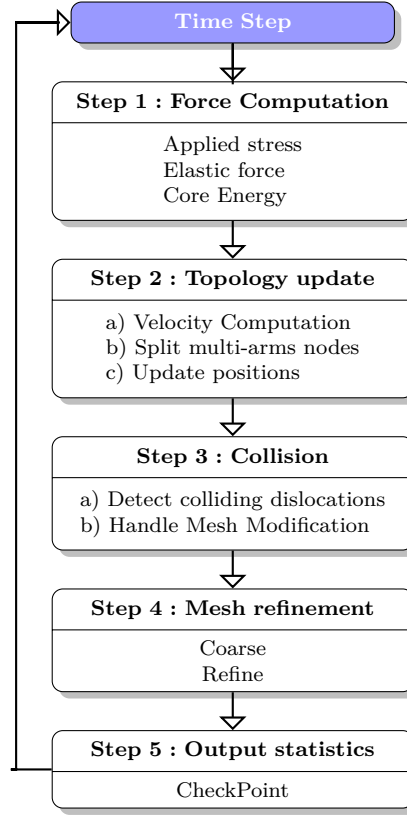 Time Step
Step 1 : Force Computation
Applied stress
Elastic force
Core Energy
Step 2 : Topology update
a) Velocity Computation
b) Split multi-arms nodes
c) Update positions
Step 3 : Collision
a) Detect colliding dislocations
b) Handle Mesh Modification
Step 4 : Mesh refinement
Coarse
Refine
Step 5 : Output statistics
CheckPoint